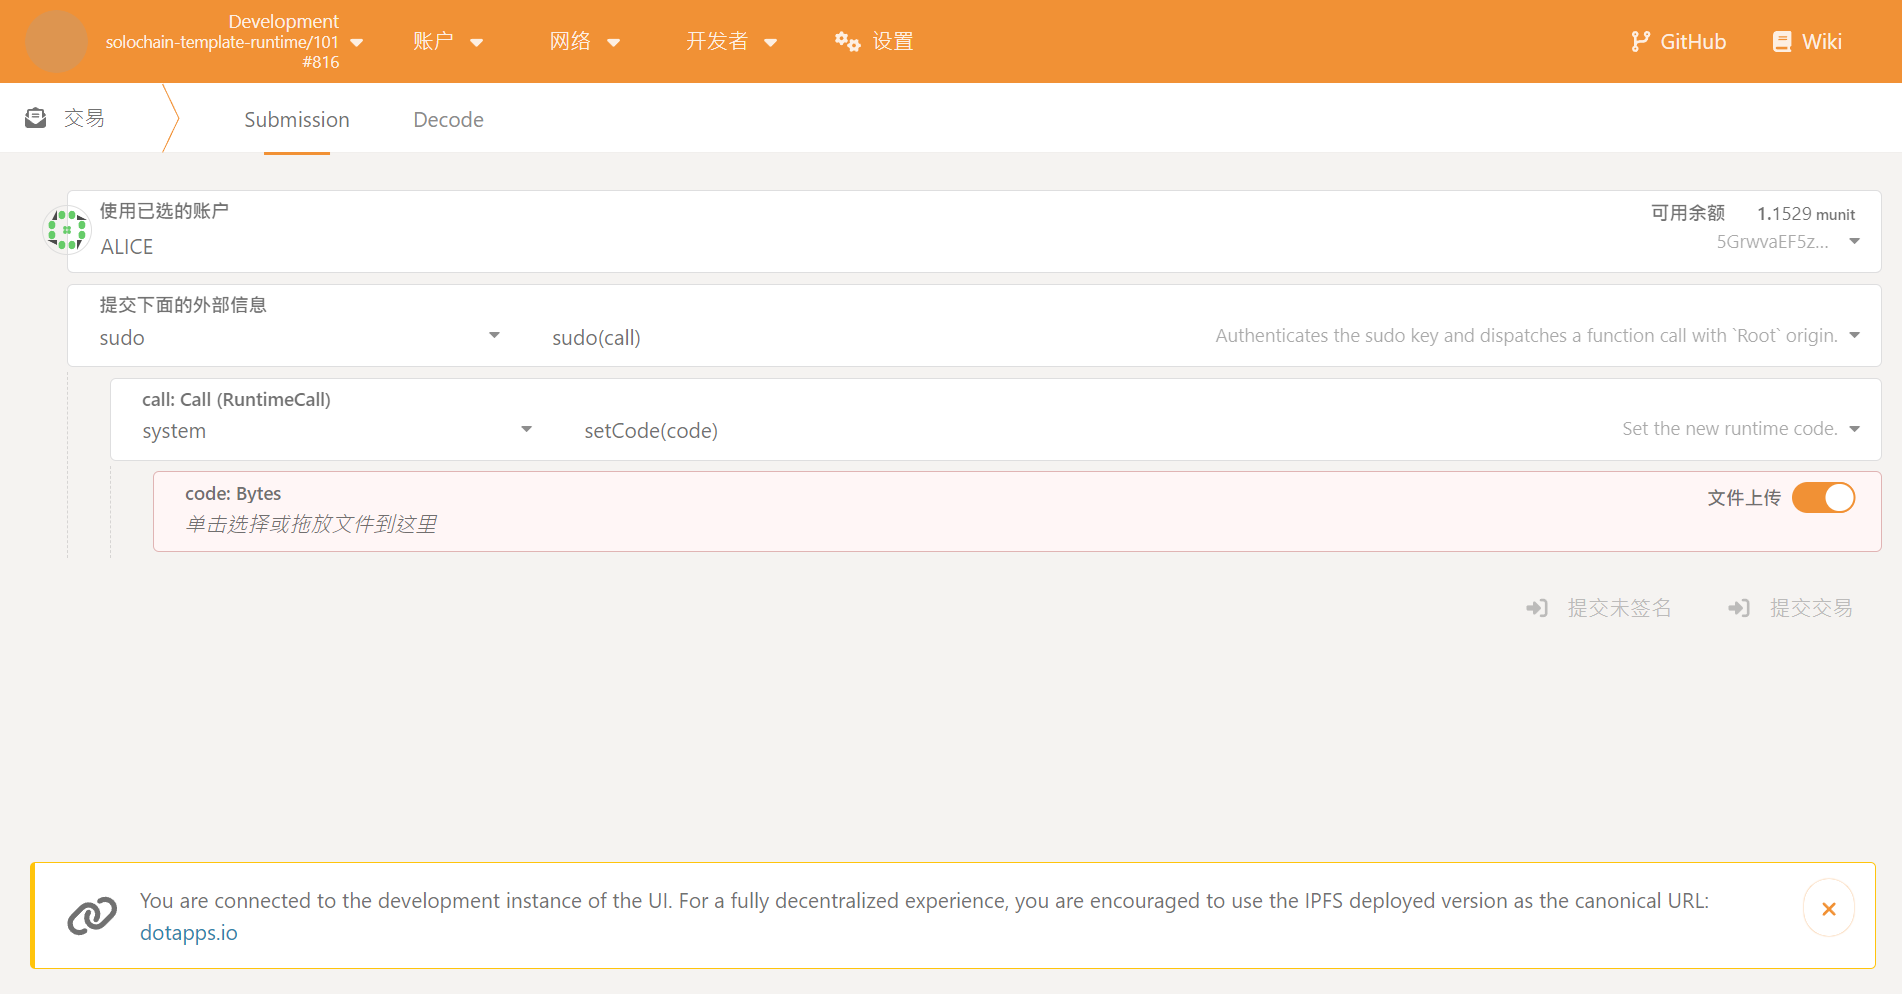 Development
solochain-template-runtime/101
#816
账户
网络
开发者
设置
GitHub
Wiki
交易
Submission
Decode
使用已选的账户
ALICE
可用余额 1.1529 munit
5GrwvaEF5z...
提交下面的外部信息
sudo
sudo(call)
Authenticates the sudo key and dispatches a function call with `Root` origin.
call: Call (RuntimeCall)
system
setCode(code)
Set the new runtime code.
code: Bytes
单击选择或拖放文件到这里
文件上传
提交未签名
提交交易
You are connected to the development instance of the UI. For a fully decentralized experience, you are encouraged to use the IPFS deployed version as the canonical URL:
dotapps.io